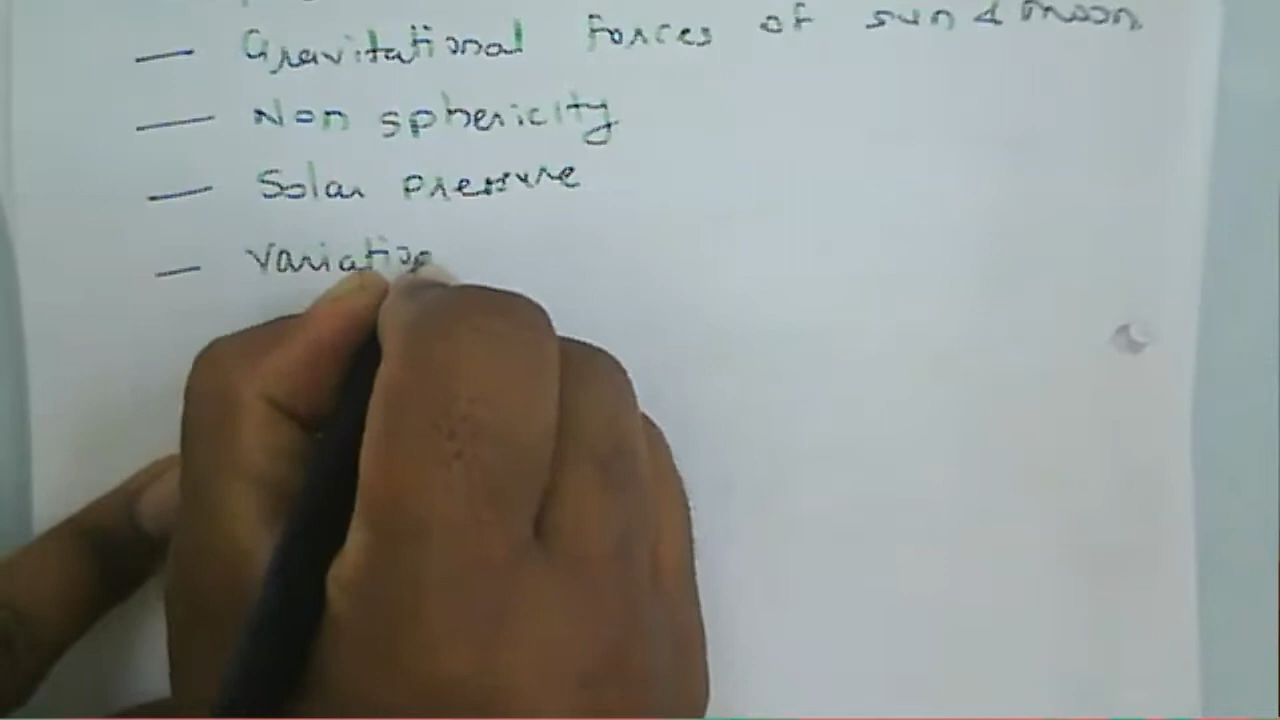 — Gravitational Forces of sun & moon
— Non sphericity
— Solar Pressure
— Variatio